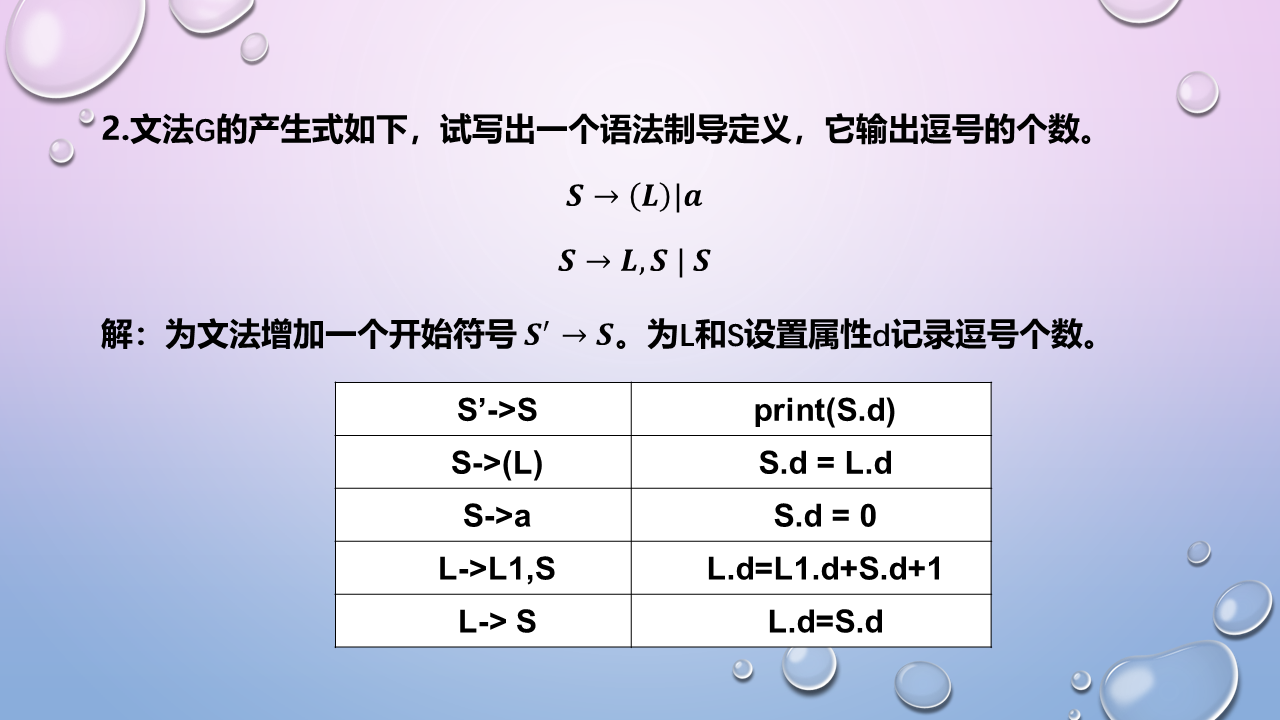 2.文法G的产生式如下，试写出一个语法制导定义，它输出逗号的个数。
S → (L)|a
S → L, S | S
解：为文法增加一个开始符号 S′ → S。为L和S设置属性d记录逗号个数。
S’->S print(S.d)
S->(L) S.d = L.d
S->a S.d = 0
L->L1,S L.d=L1.d+S.d+1
L-> S L.d=S.d